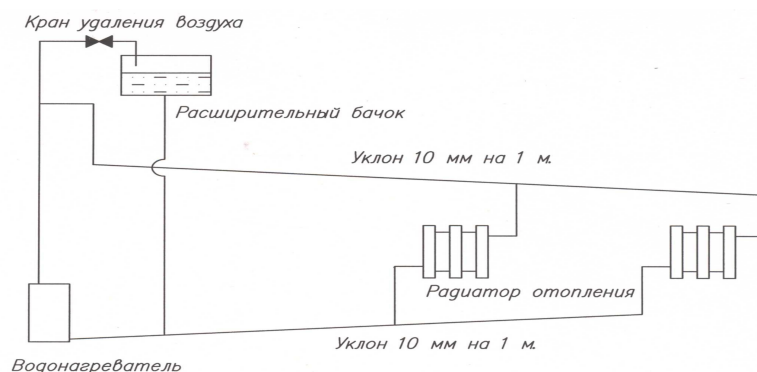 Кран удаления воздуха
Расширительный бачок
Уклон 10 мм на 1 м.
Радиатор отопления
Уклон 10 мм на 1 м.
Водонагреватель